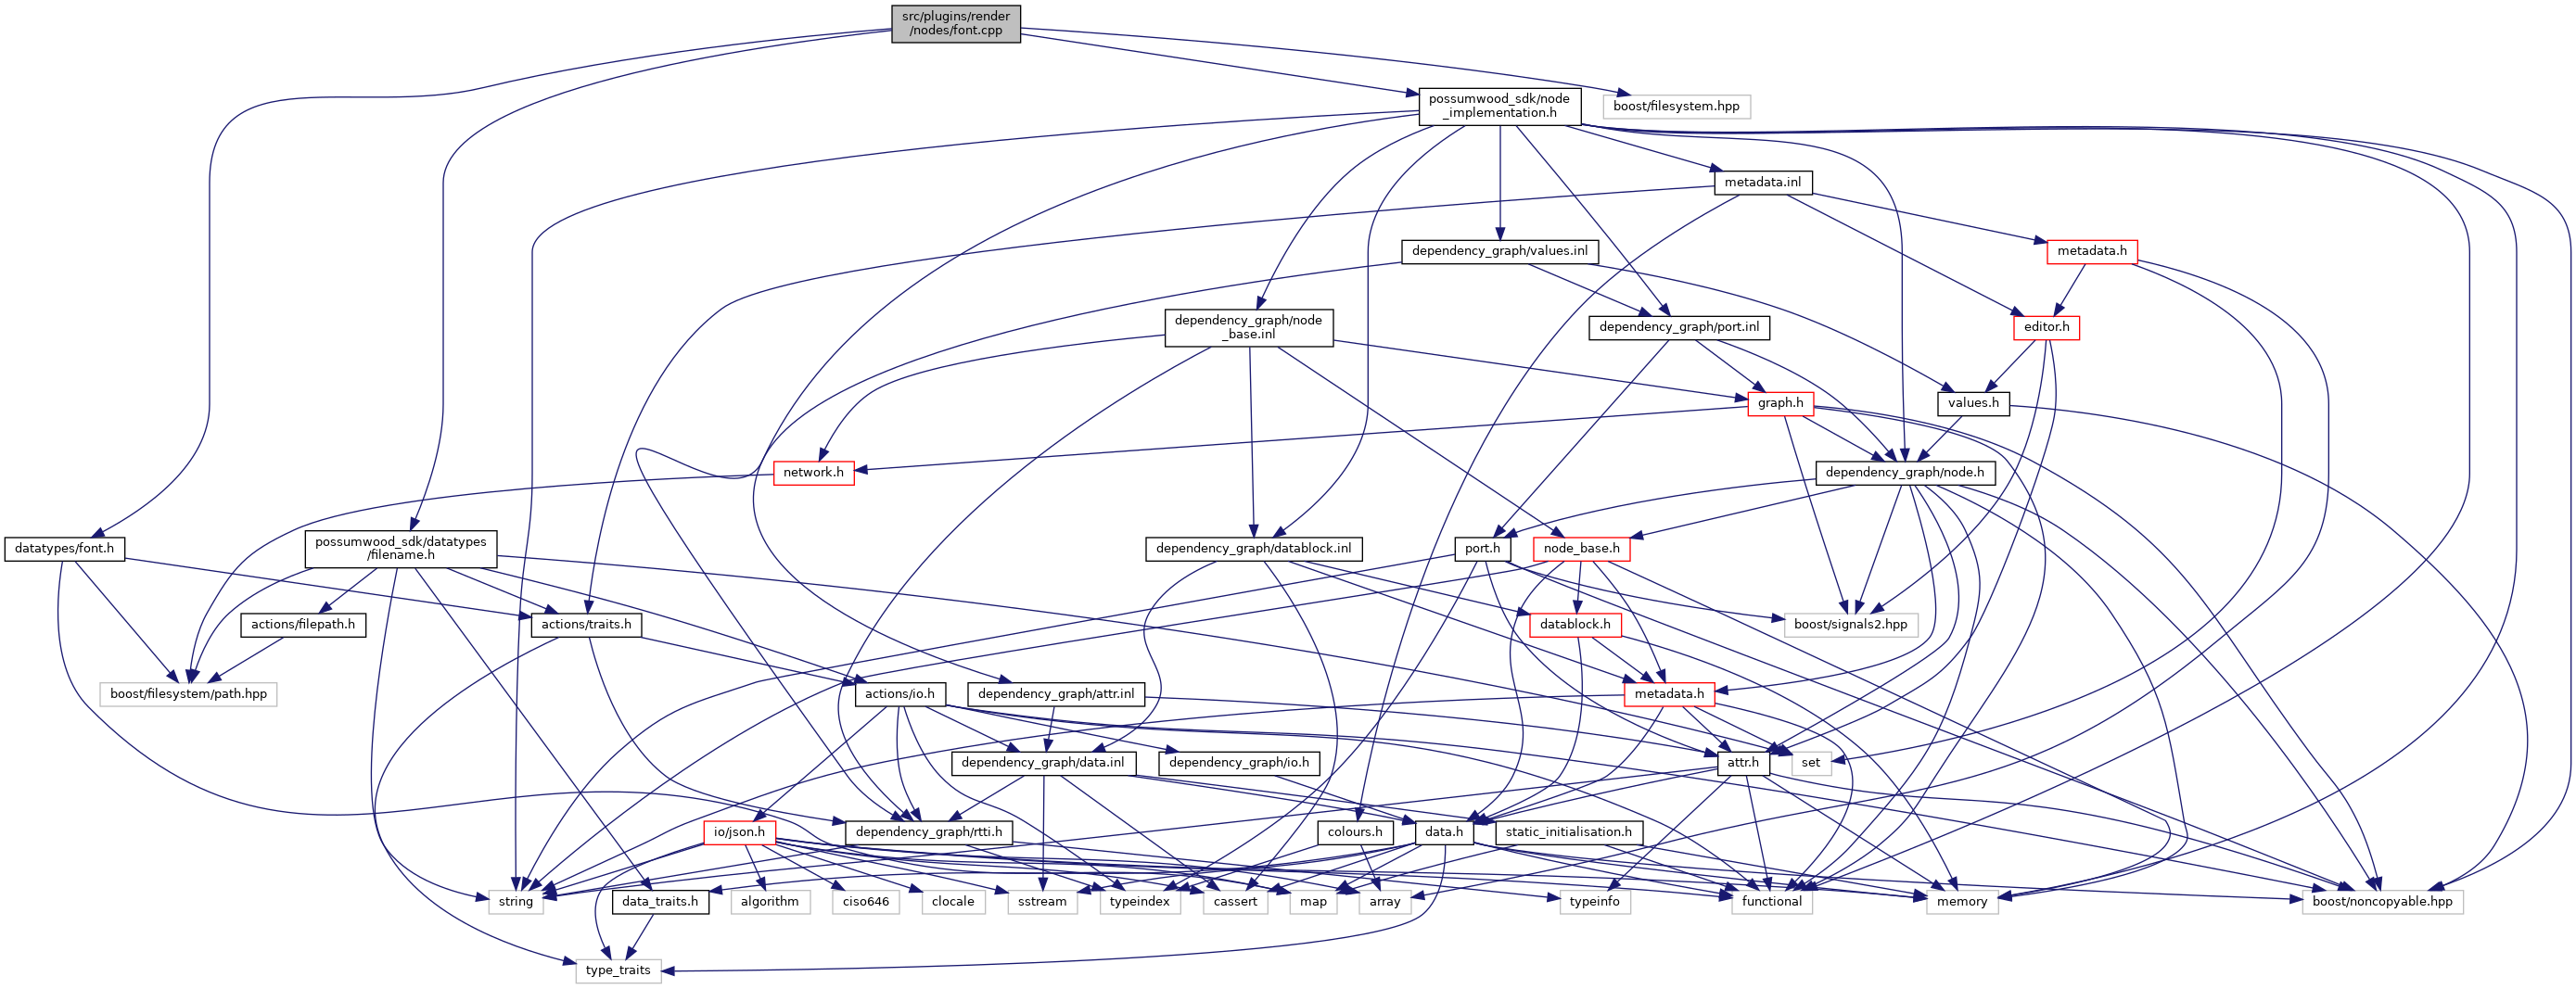 src/plugins/render
/nodes/font.cpp
possumwood_sdk/node
_implementation.h
boost/filesystem.hpp
metadata.inl
dependency_graph/values.inl
metadata.h
dependency_graph/node
_base.inl
dependency_graph/port.inl
editor.h
graph.h
values.h
network.h
dependency_graph/node.h
datatypes/font.h
possumwood_sdk/datatypes
/filename.h
dependency_graph/datablock.inl
port.h
node_base.h
actions/filepath.h
actions/traits.h
datablock.h
boost/signals2.hpp
boost/filesystem/path.hpp
actions/io.h
dependency_graph/attr.inl
metadata.h
dependency_graph/data.inl
dependency_graph/io.h
attr.h
set
io/json.h
dependency_graph/rtti.h
colours.h
data.h
static_initialisation.h
string
data_traits.h
algorithm
ciso646
clocale
sstream
typeindex
cassert
map
array
typeinfo
functional
memory
boost/noncopyable.hpp
type_traits